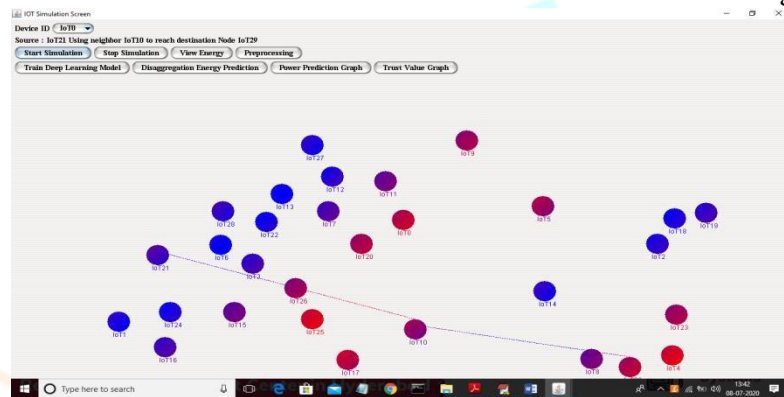 IOT Simulation Screen
Device ID IoT0
Source : IoT21 Using neighbor IoT10 to reach destination Node IoT29
Start Simulation Stop Simulation View Energy Preprocessing
Train Deep Learning Model Disaggregation Energy Prediction Power Prediction Graph Trust Value Graph
IoT9
IoT27
IoT12
IoT11
IoT13
IoT7
IoT5
IoT19
IoT22
IoT18
IoT6
IoT20
IoT2
IoT21
IoT3
IoT26
IoT14
IoT24
IoT15
IoT25
IoT23
IoT1
IoT10
IoT16
IoT17
IoT8
IoT4
Type here to search
13:42
08-07-2020